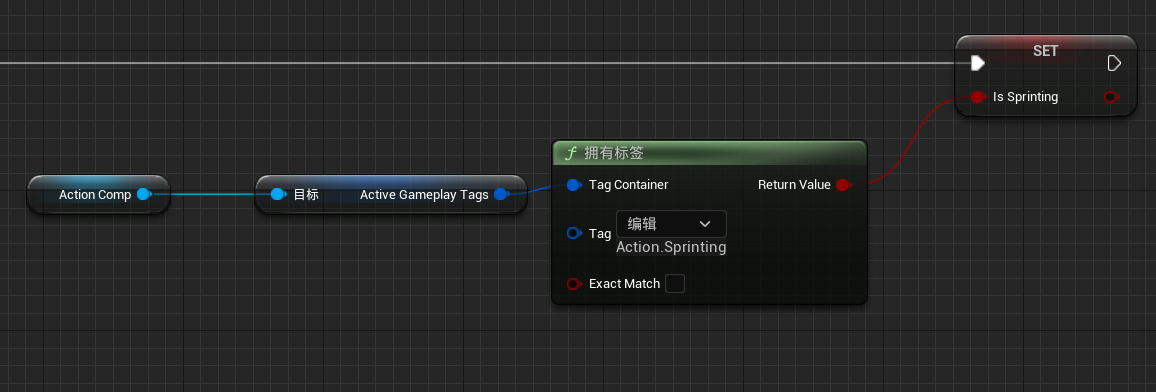 SET
Is Sprinting
拥有标签
Action Comp
目标
Active Gameplay Tags
Tag Container
Return Value
Tag
编辑
Action.Sprinting
Exact Match